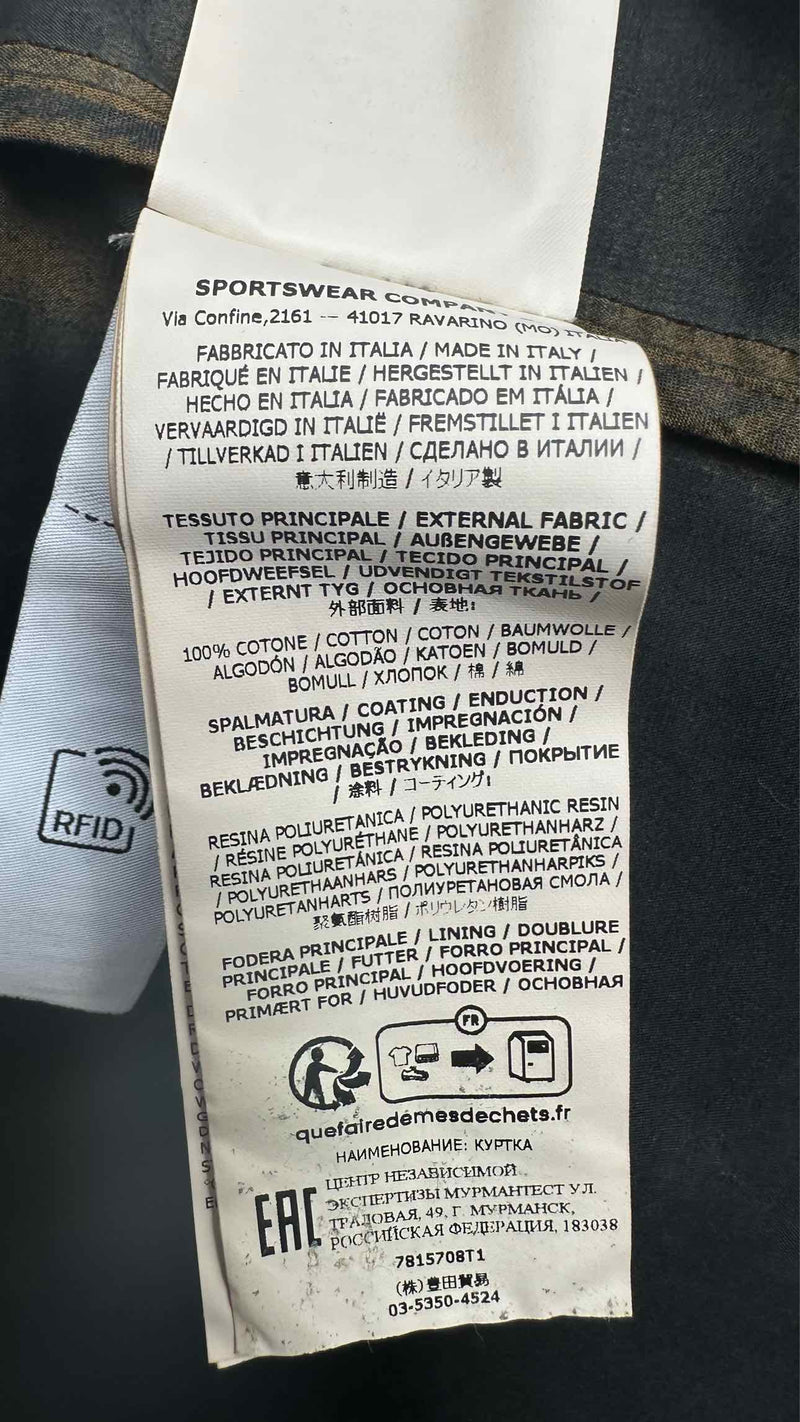 SPORTSWEAR COMPANY
Via Confine,2161 -- 41017 RAVARINO (MO) ITALIA
FABBRICATO IN ITALIA / MADE IN ITALY /
FABRIQUÉ EN ITALIE / HERGESTELLT IN ITALIEN /
HECHO EN ITALIA / FABRICADO EM ITÁLIA /
VERVAARDIGD IN ITALIË / FREMSTILLET I ITALIEN
/ TILLVERKAD I ITALIEN / СДЕЛАНО В ИТАЛИИ /
意大利制造 / イタリア製
TESSUTO PRINCIPALE / EXTERNAL FABRIC /
TISSU PRINCIPAL / AUßENGEWEBE /
TEJIDO PRINCIPAL / TECIDO PRINCIPAL /
HOOFDWEEFSEL / UDVENDIGT TEKSTILSTOF
/ EXTERNT TYG / ОСНОВНАЯ ТКАНЬ /
外部面料 / 表地:
100% COTONE / COTTON / COTON / BAUMWOLLE /
ALGODÓN / ALGODÃO / KATOEN / BOMULD /
BOMULL / ХЛОПОК / 棉 / 綿
SPALMATURA / COATING / ENDUCTION /
BESCHICHTUNG / IMPREGNACIÓN /
IMPREGNAÇÃO / BEKLEDING /
BEKLÆDNING / BESTRYKNING / ПОКРЫТИЕ
/ 涂料 / コーティング:
RESINA POLIURETANICA / POLYURETHANIC RESIN
/ RÉSINE POLYURÉTHANE / POLYURETHANHARZ /
RESINA POLIURETÁNICA / RESINA POLIURETÂNICA
/ POLYURETHAANHARS / POLYURETHANHARPIKS /
POLYURETANHARTS / ПОЛИУРЕТАНОВАЯ СМОЛА /
聚氨酯树脂 / ポリウレタン樹脂
FODERA PRINCIPALE / LINING / DOUBLURE
PRINCIPALE / FUTTER / FORRO PRINCIPAL /
FORRO PRINCIPAL / HOOFDVOERING /
PRIMÆRT FOR / HUVUDFODER / ОСНОВНАЯ
FR
quefairedemesdechets.fr
НАИМЕНОВАНИЕ: КУРТКА
EAC
ЦЕНТР НЕЗАВИСИМОЙ
ЭКСПЕРТИЗЫ МУРМАНТЕСТ УЛ.
ТРАЛОВАЯ, 49, Г. МУРМАНСК,
РОССИЙСКАЯ ФЕДЕРАЦИЯ, 183038
7815708T1
(株)豊田貿易
03-5350-4524
RFID